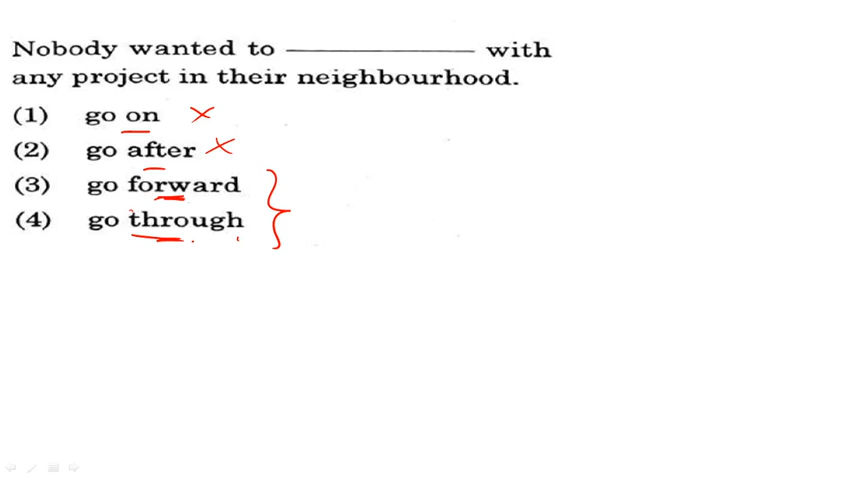 Nobody wanted to ____________ with
any project in their neighbourhood.
(1) go on ×
(2) go after ×
(3) go forward
(4) go through